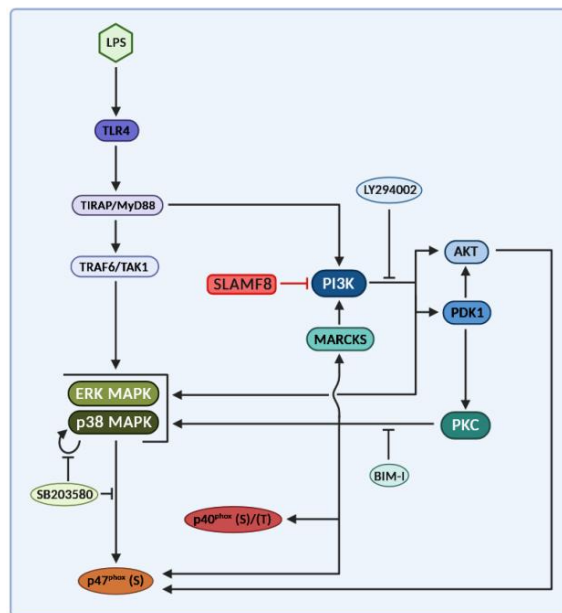 LPS
TLR4
TIRAP/MyD88
LY294002
TRAF6/TAK1
AKT
SLAMF8
PI3K
PDK1
MARCKS
ERK MAPK
p38 MAPK
PKC
BIM-I
SB203580
p40phox (S)/(T)
p47phox (S)